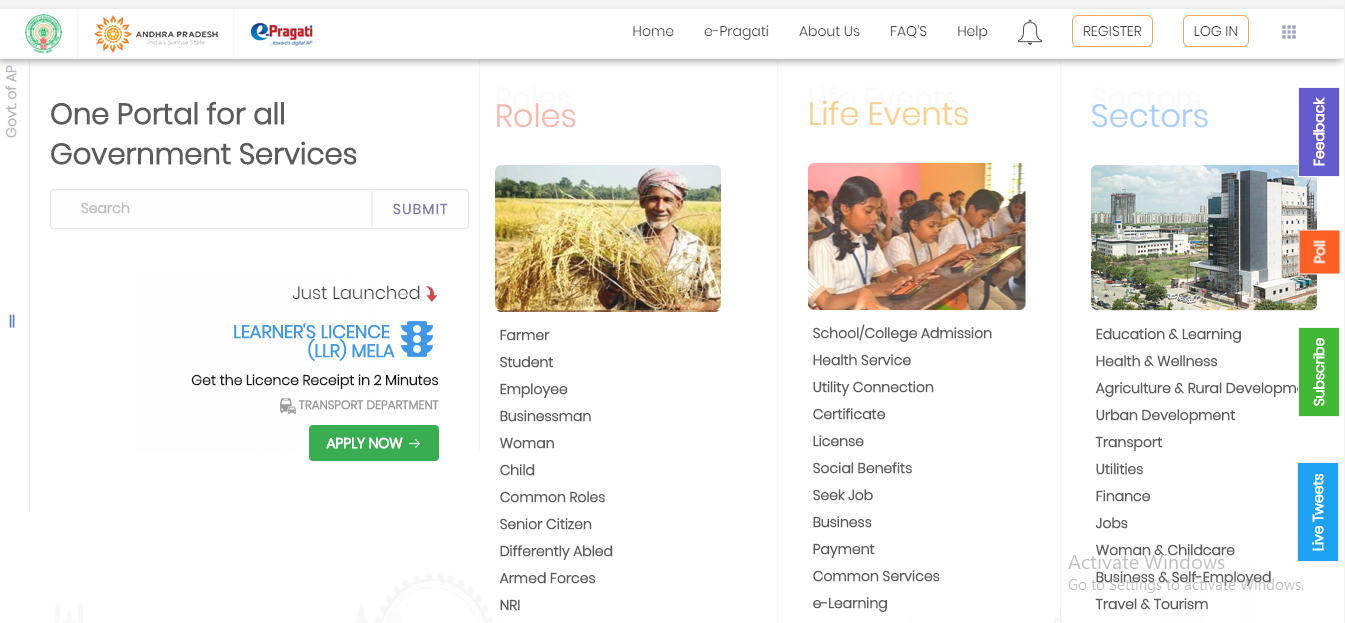 ANDHRA PRADESH
India's Sunrise State
ePragati
...towards digital AP
Home
e-Pragati
About Us
FAQ'S
Help
REGISTER
LOG IN
Govt. of AP
One Portal for all
Government Services
Search
SUBMIT
Just Launched
LEARNER'S LICENCE
(LLR) MELA
Get the Licence Receipt in 2 Minutes
TRANSPORT DEPARTMENT
APPLY NOW →
Roles
Roles
Farmer
Student
Employee
Businessman
Woman
Child
Common Roles
Senior Citizen
Differently Abled
Armed Forces
NRI
Life Events
Life Events
School/College Admission
Health Service
Utility Connection
Certificate
License
Social Benefits
Seek Job
Business
Payment
Common Services
e-Learning
Sectors
Sectors
Education & Learning
Health & Wellness
Agriculture & Rural Developm
Urban Development
Transport
Utilities
Finance
Jobs
Woman & Childcare
Business & Self-Employed
Travel & Tourism
Feedback
Poll
Subscribe
Live Tweets
Activate Windows
Go to Settings to activate Windows.